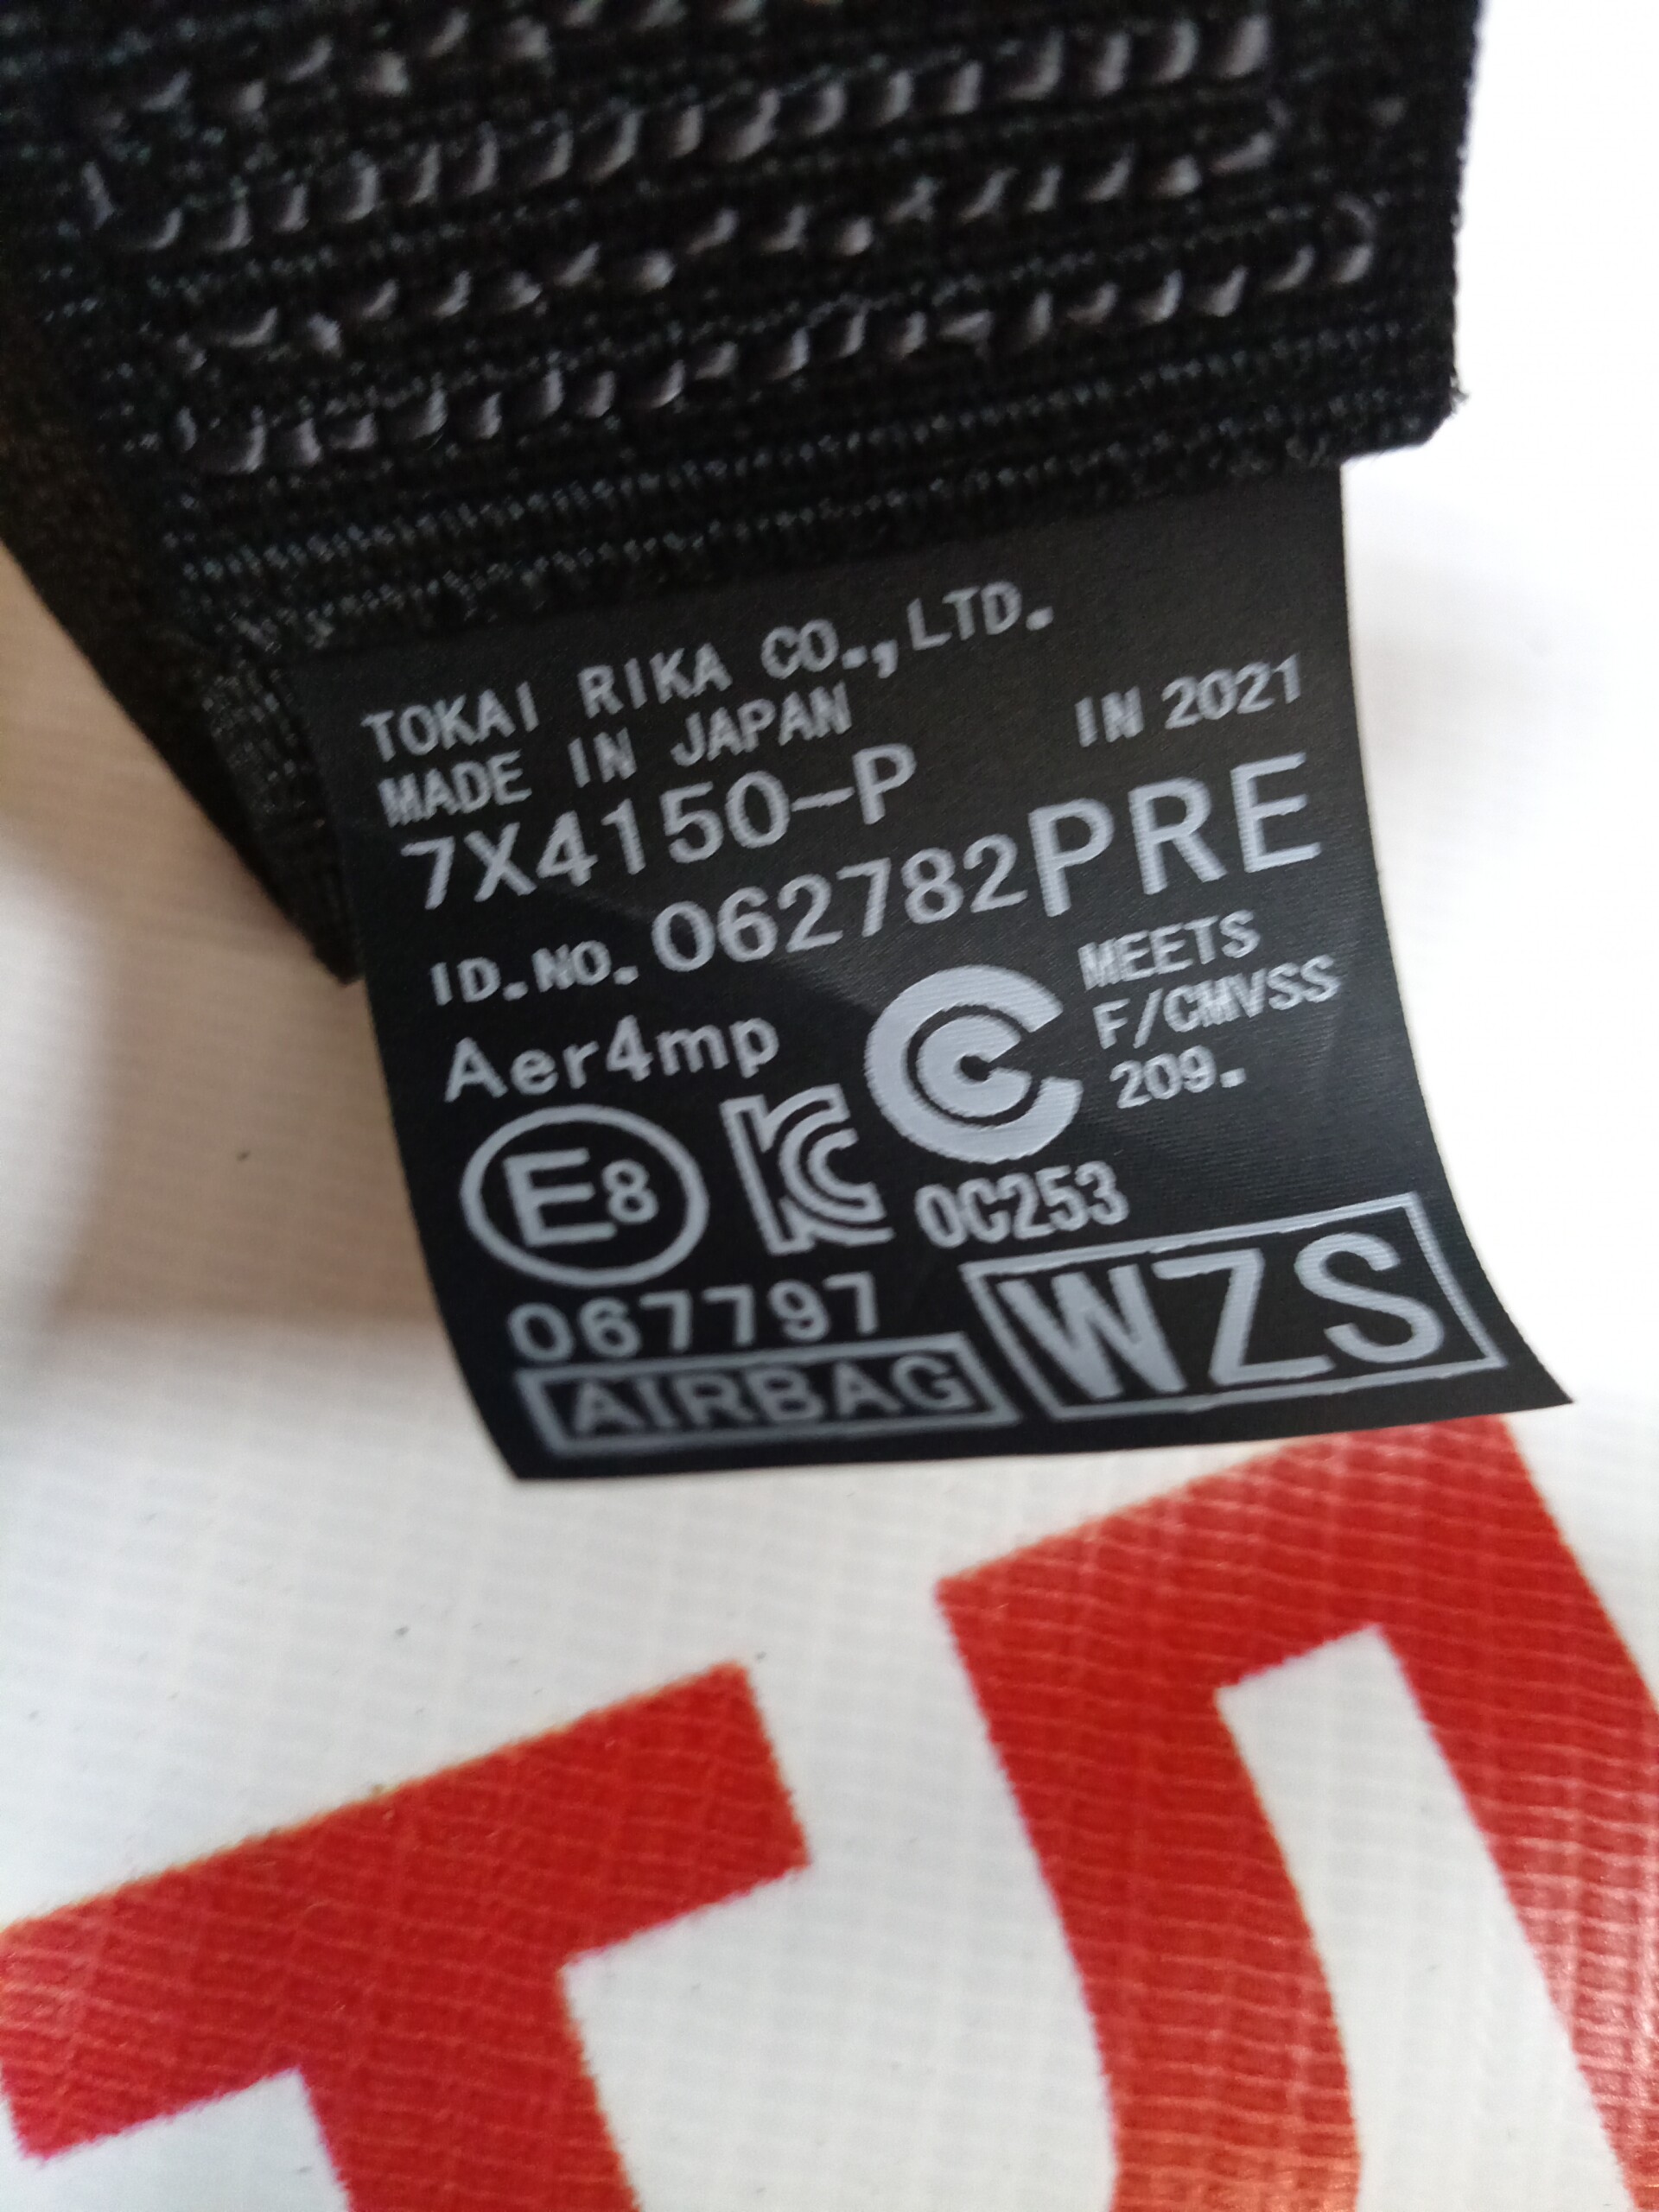 TOKAI RIKA CO.,LTD.
MADE IN JAPAN IN 2021
7X4150-P
ID.NO. 062782PRE
Aer4mp
MEETS
F/CMVSS
209.
E8
KC
0C253
067797
AIRBAG
WZS